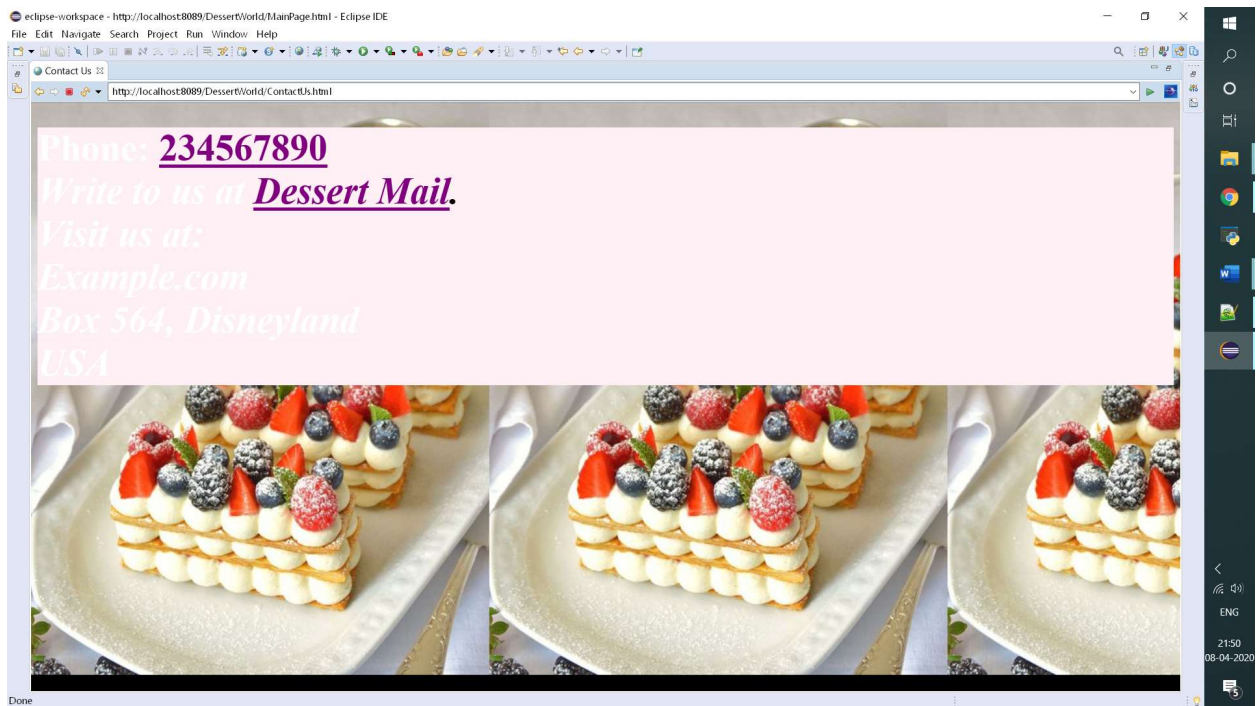 eclipse-workspace - http://localhost:8089/DessertWorld/MainPage.html - Eclipse IDE
File Edit Navigate Search Project Run Window Help
Contact Us
http://localhost:8089/DessertWorld/ContactUs.html
Phone: 234567890
Write to us at Dessert Mail.
Visit us at:
Example.com
Box 564, Disneyland
USA
Done
ENG
21:50
08-04-2020
5